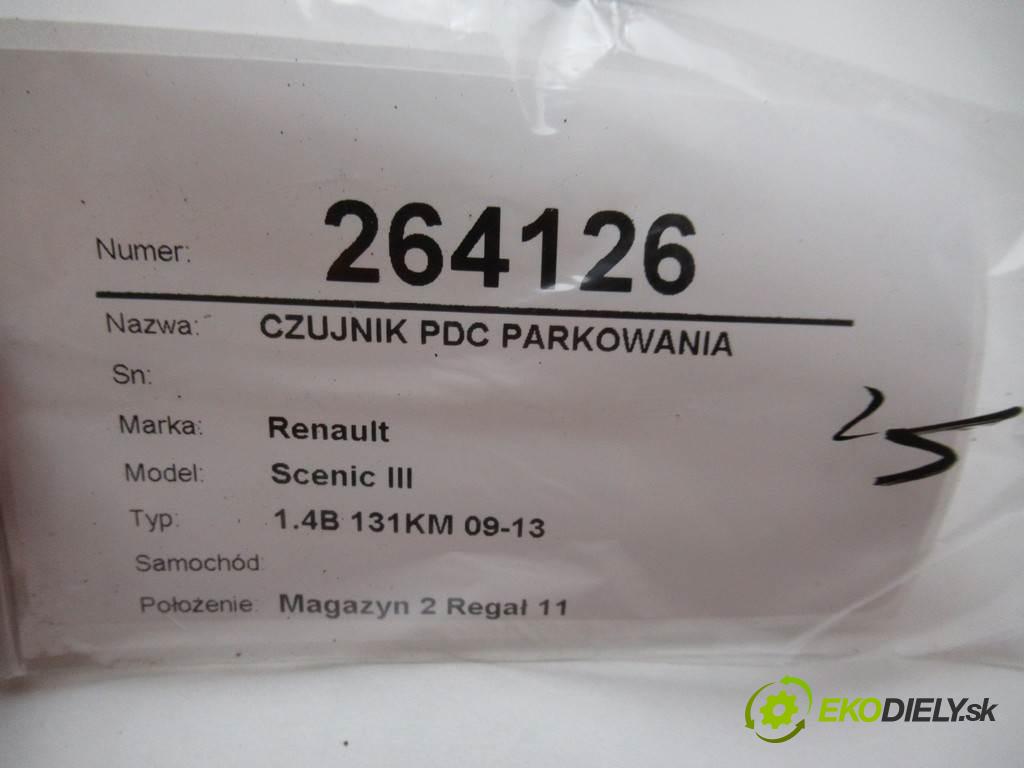 Numer: 264126
Nazwa: CZUJNIK PDC PARKOWANIA
Sn:
Marka: Renault
25
Model: Scenic III
Typ: 1.4B 131KM 09-13
Samochód:
Położenie: Magazyn 2 Regał 11
EKODIELY.sk